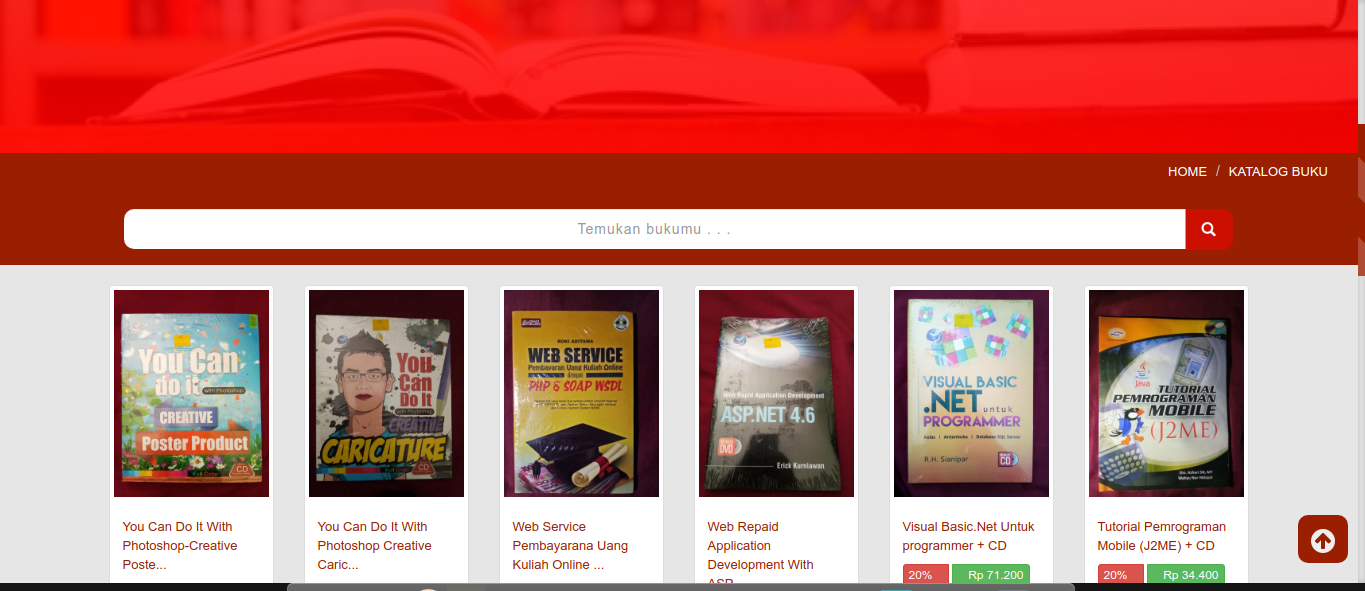 HOME / KATALOG BUKU
Temukan bukumu . . .
You Can
do it
with Photoshop
CREATIVE
Poster Product
CD
You
Can
Do It
with Photoshop
CREATIVE
CARICATURE
CD
ROKI ADITAMA
WEB SERVICE
Pembayaran Uang Kuliah Online
dengan
PHP & SOAP WSDL
Web Rapid Application Development
ASP.NET 4.6
DVD
Erick Kurniawan
VISUAL BASIC
.NET untuk
PROGRAMMER
Kelas | Antarmuka | Database SQL Server
R.H. Sianipar
CD
Java
TUTORIAL
PEMROGRAMAN
MOBILE
(J2ME)
You Can Do It With
Photoshop-Creative
Poste...
You Can Do It With
Photoshop Creative
Caric...
Web Service
Pembayarana Uang
Kuliah Online ...
Web Repaid
Application
Development With
ASP
Visual Basic.Net Untuk
programmer + CD
20% Rp 71.200
Tutorial Pemrograman
Mobile (J2ME) + CD
20% Rp 34.400